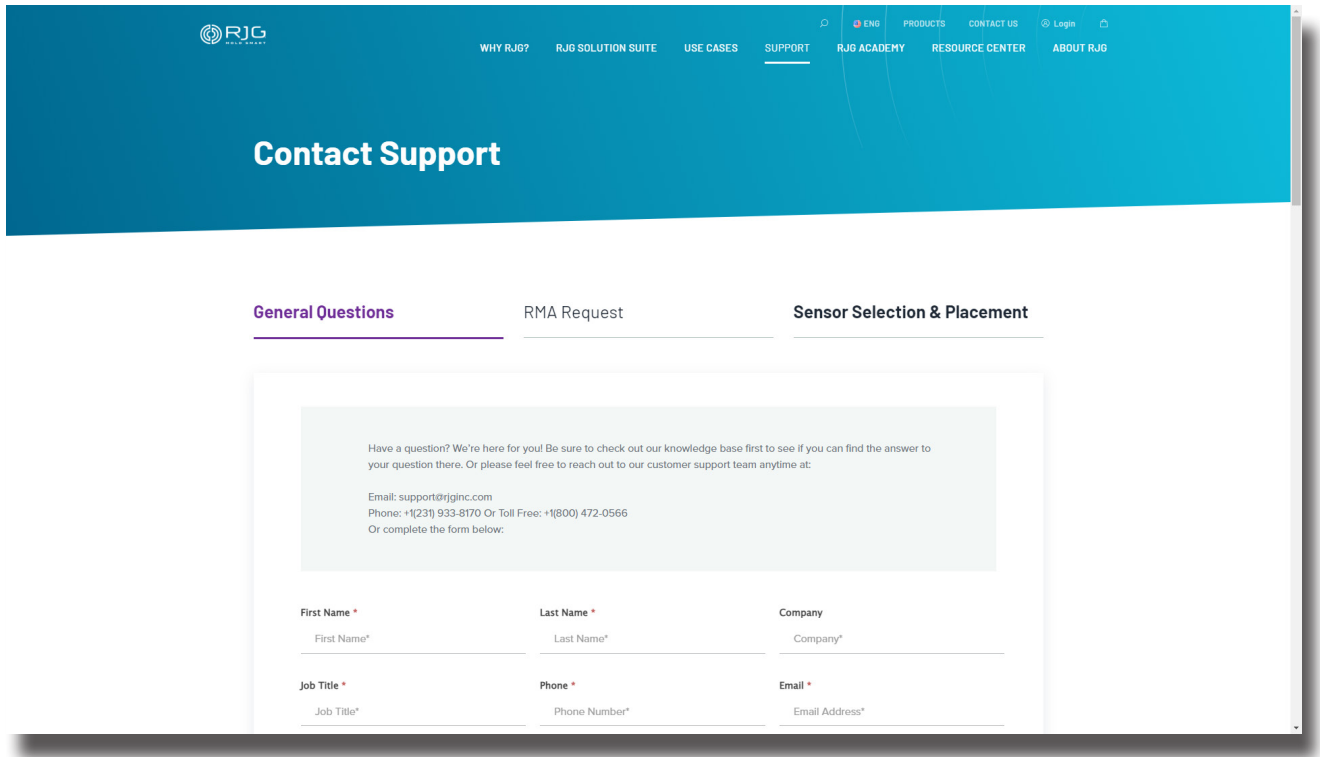 RJG
MOLD SMART
ENG
PRODUCTS
CONTACT US
Login
WHY RJG?
RJG SOLUTION SUITE
USE CASES
SUPPORT
RJG ACADEMY
RESOURCE CENTER
ABOUT RJG
Contact Support
General Questions
RMA Request
Sensor Selection & Placement
Have a question? We're here for you! Be sure to check out our knowledge base first to see if you can find the answer to
your question there. Or please feel free to reach out to our customer support team anytime at:
Email: support@rjginc.com
Phone: +1(231) 933-8170 Or Toll Free: +1(800) 472-0566
Or complete the form below:
First Name *
Last Name *
Company
First Name*
Last Name*
Company*
Job Title *
Phone *
Email *
Job Title*
Phone Number*
Email Address*